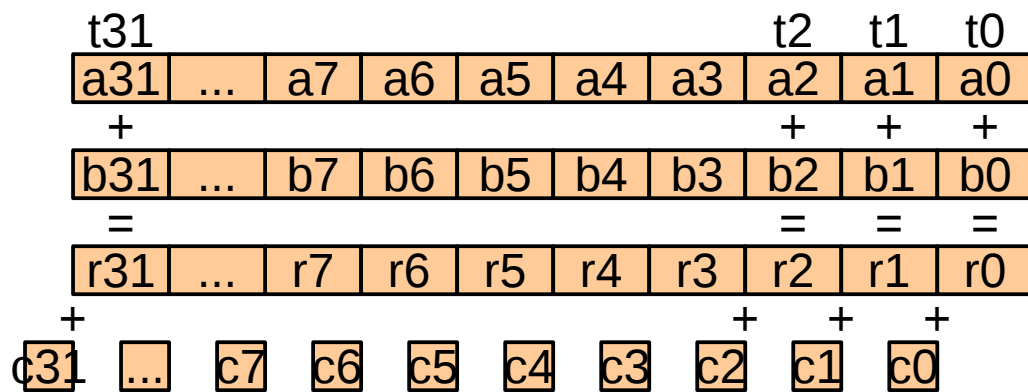 t31 t2 t1 t0
a31 ... a7 a6 a5 a4 a3 a2 a1 a0
+ + + +
b31 ... b7 b6 b5 b4 b3 b2 b1 b0
= = = =
r31 ... r7 r6 r5 r4 r3 r2 r1 r0
+ + + +
c31 ... c7 c6 c5 c4 c3 c2 c1 c0